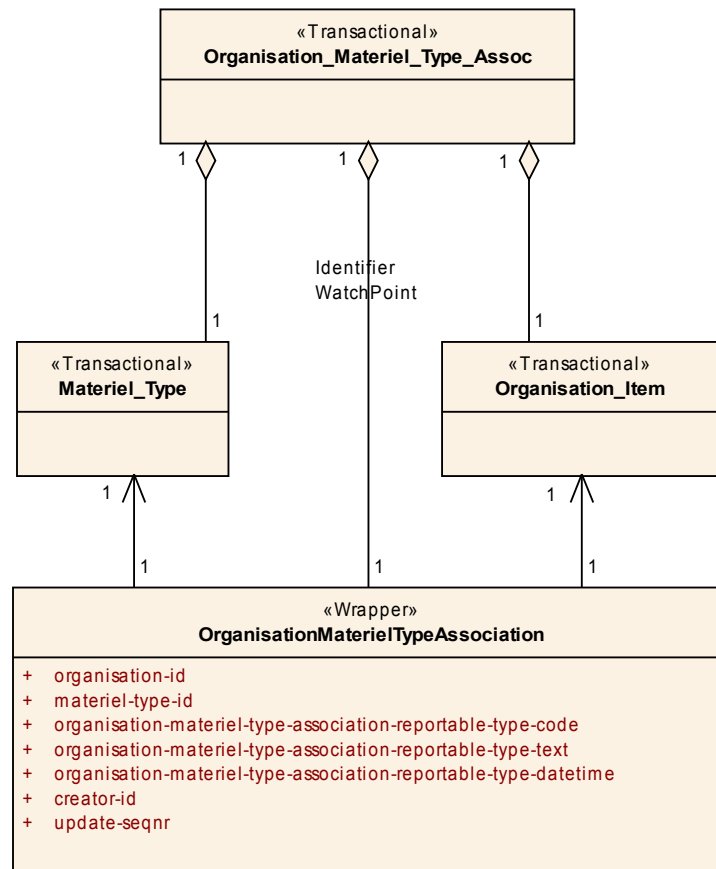 «Transactional»
Organisation_Materiel_Type_Assoc
1
1
1
Identifier
WatchPoint
1
1
«Transactional»
Materiel_Type
«Transactional»
Organisation_Item
1
1
1
1
1
«Wrapper»
OrganisationMaterielTypeAssociation
+ organisation-id
+ materiel-type-id
+ organisation-materiel-type-association-reportable-type-code
+ organisation-materiel-type-association-reportable-type-text
+ organisation-materiel-type-association-reportable-type-datetime
+ creator-id
+ update-seqnr